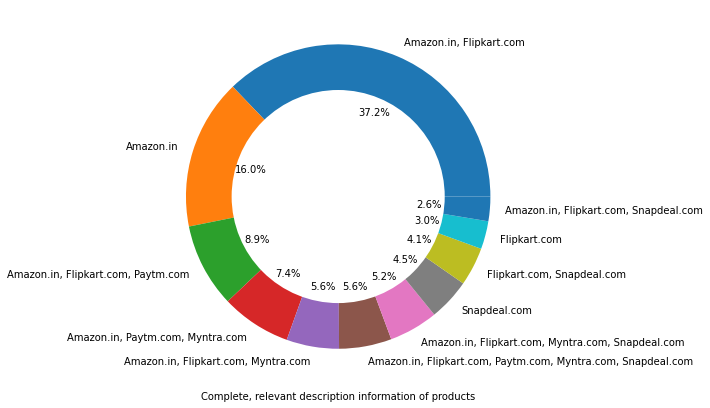 Amazon.in, Flipkart.com
37.2%
Amazon.in
16.0%
2.6%
Amazon.in, Flipkart.com, Snapdeal.com
3.0%
Flipkart.com
8.9%
4.1%
Amazon.in, Flipkart.com, Paytm.com
7.4%
4.5%
Flipkart.com, Snapdeal.com
5.6%
5.6%
5.2%
Snapdeal.com
Amazon.in, Paytm.com, Myntra.com
Amazon.in, Flipkart.com, Myntra.com, Snapdeal.com
Amazon.in, Flipkart.com, Myntra.com
Amazon.in, Flipkart.com, Paytm.com, Myntra.com, Snapdeal.com
Complete, relevant description information of products